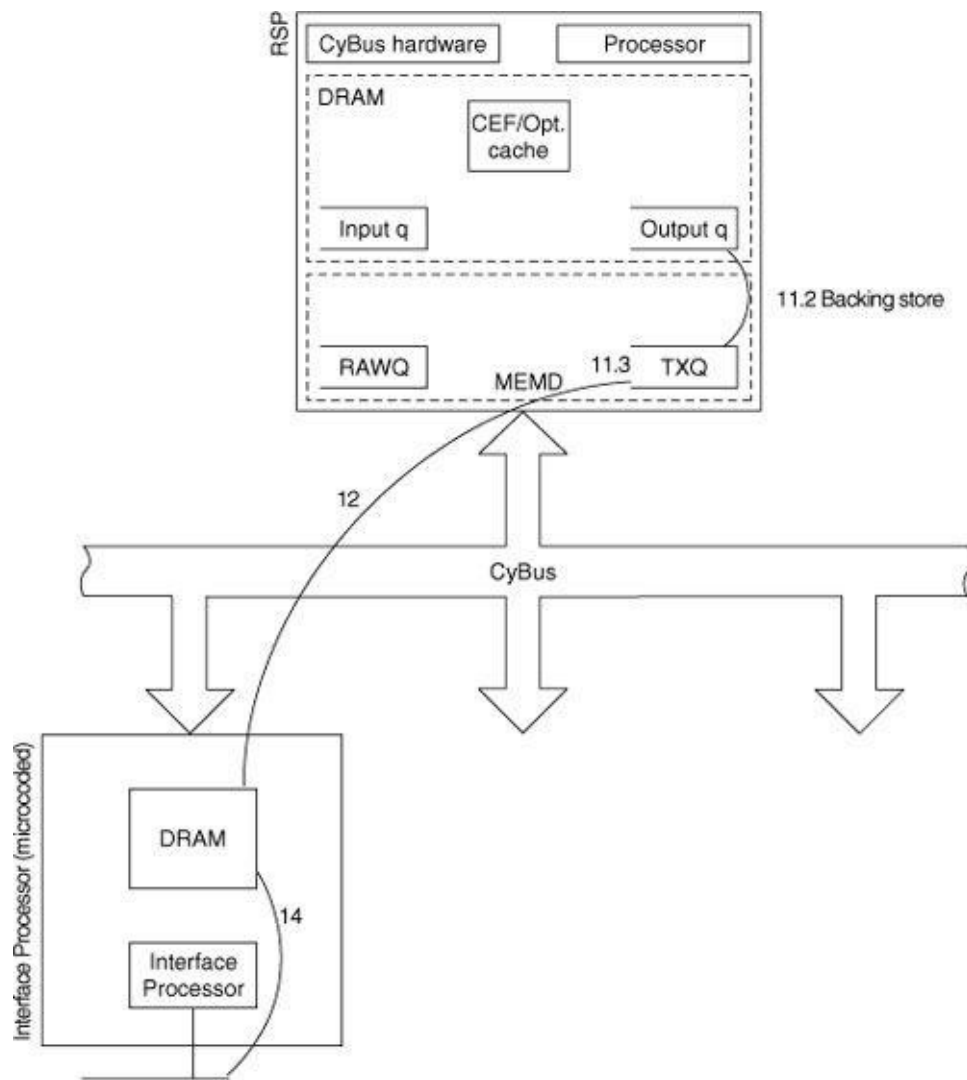 RSP
CyBus hardware
Processor
DRAM
CEF/Opt.
cache
Input q
Output q
11.2 Backing store
RAWQ
11.3
TXQ
MEMD
12
CyBus
Interface Processor (microcoded)
DRAM
14
Interface
Processor